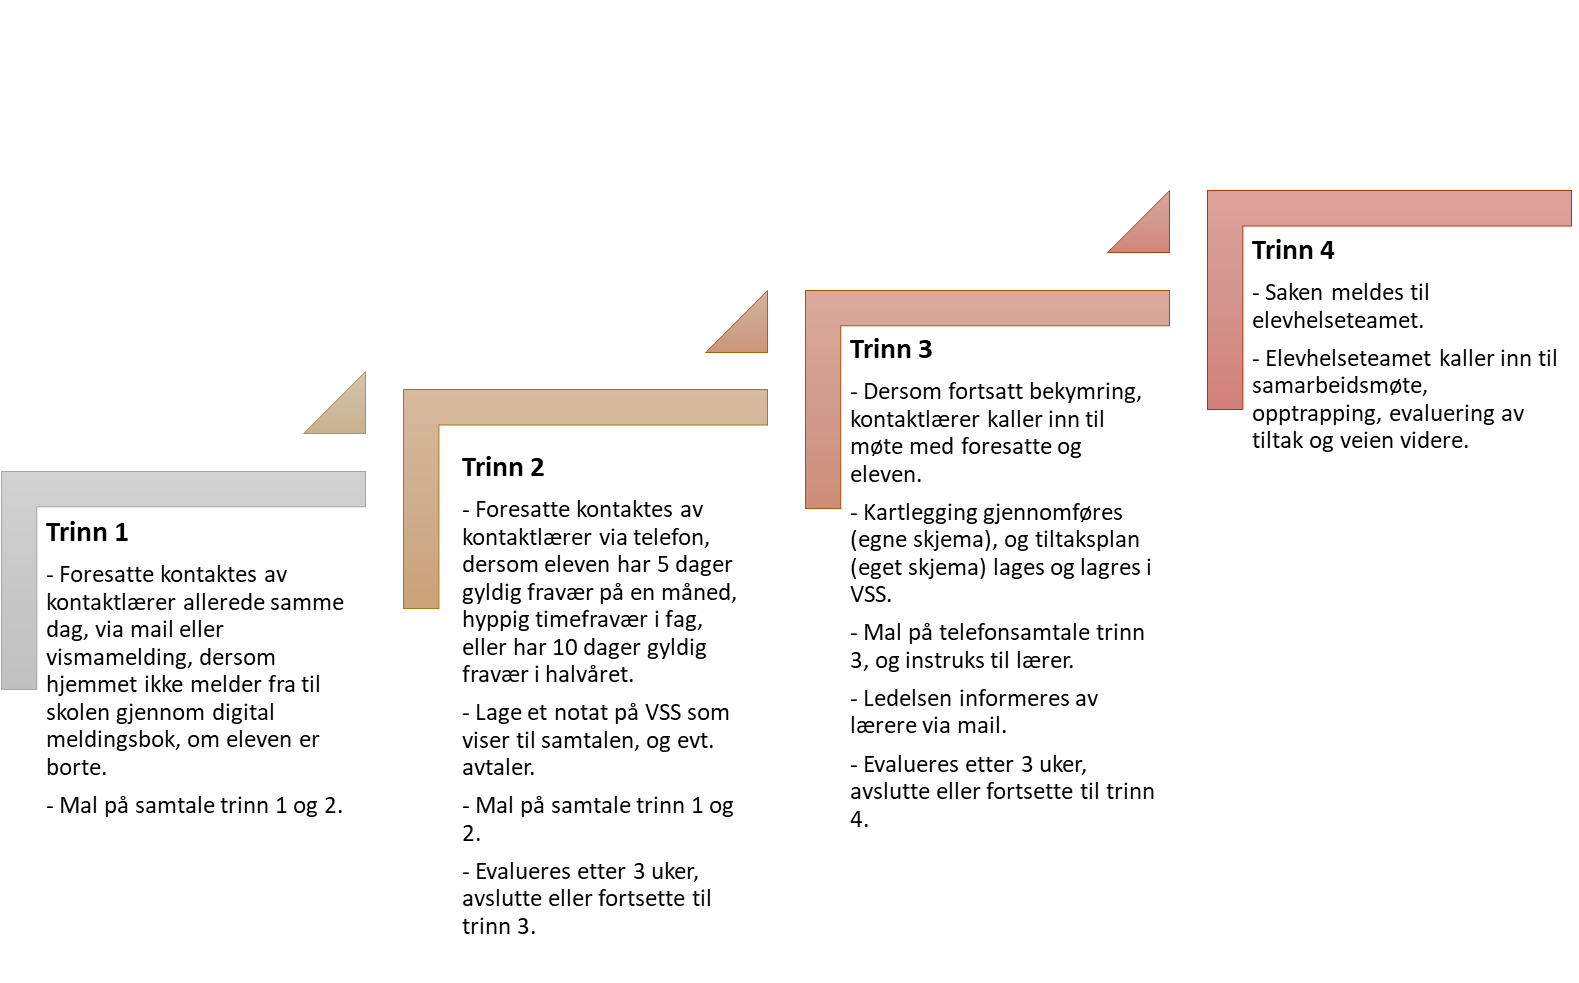 Trinn 1
- Foresatte kontaktes av
kontaktlærer allerede samme
dag, via mail eller
vismamelding, dersom
hjemmet ikke melder fra til
skolen gjennom digital
meldingsbok, om eleven er
borte.
- Mal på samtale trinn 1 og 2.
Trinn 2
- Foresatte kontaktes av
kontaktlærer via telefon,
dersom eleven har 5 dager
gyldig fravær på en måned,
hyppig timefravær i fag,
eller har 10 dager gyldig
fravær i halvåret.
- Lage et notat på VSS som
viser til samtalen, og evt.
avtaler.
- Mal på samtale trinn 1 og
2.
- Evalueres etter 3 uker,
avslutte eller fortsette til
trinn 3.
Trinn 3
- Dersom fortsatt bekymring,
kontaktlærer kaller inn til
møte med foresatte og
eleven.
- Kartlegging gjennomføres
(egne skjema), og tiltaksplan
(eget skjema) lages og lagres i
VSS.
- Mal på telefonsamtale trinn
3, og instruks til lærer.
- Ledelsen informeres av
lærere via mail.
- Evalueres etter 3 uker,
avslutte eller fortsette til trinn
4.
Trinn 4
- Saken meldes til
elevhelseteamet.
- Elevhelseteamet kaller inn til
samarbeidsmøte,
opptrapping, evaluering av
tiltak og veien videre.